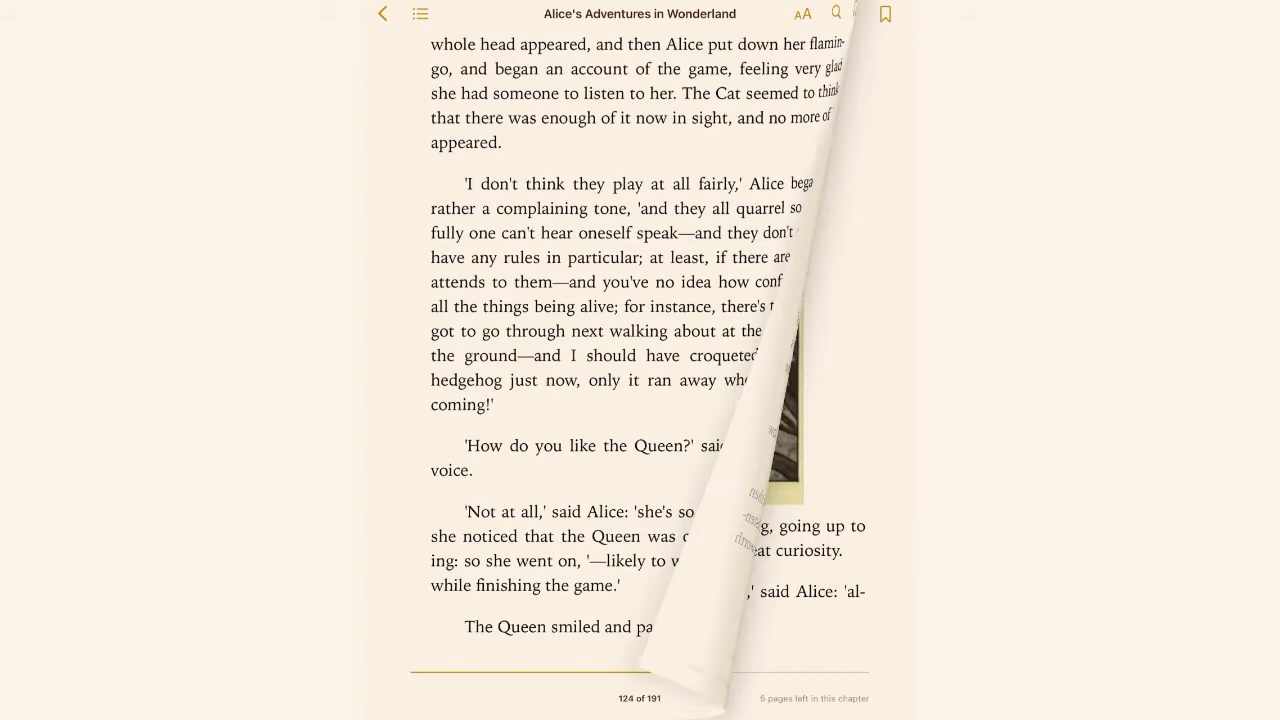 Alice's Adventures in Wonderland
AA
whole head appeared, and then Alice put down her flamin-
go, and began an account of the game, feeling very glad
she had someone to listen to her. The Cat seemed to think
that there was enough of it now in sight, and no more of
appeared.
'I don't think they play at all fairly,' Alice bega
rather a complaining tone, 'and they all quarrel so
fully one can't hear oneself speak—and they don't
have any rules in particular; at least, if there are
attends to them—and you've no idea how conf
all the things being alive; for instance, there's t
got to go through next walking about at the
the ground—and I should have croqueted
hedgehog just now, only it ran away whe
coming!'
'How do you like the Queen?' said
voice.
'Not at all,' said Alice: 'she's so
she noticed that the Queen was c
ing: so she went on, '—likely to w
while finishing the game.'
The Queen smiled and pa
g, going up to
eat curiosity.
,' said Alice: 'al-
124 of 191
5 pages left in this chapter